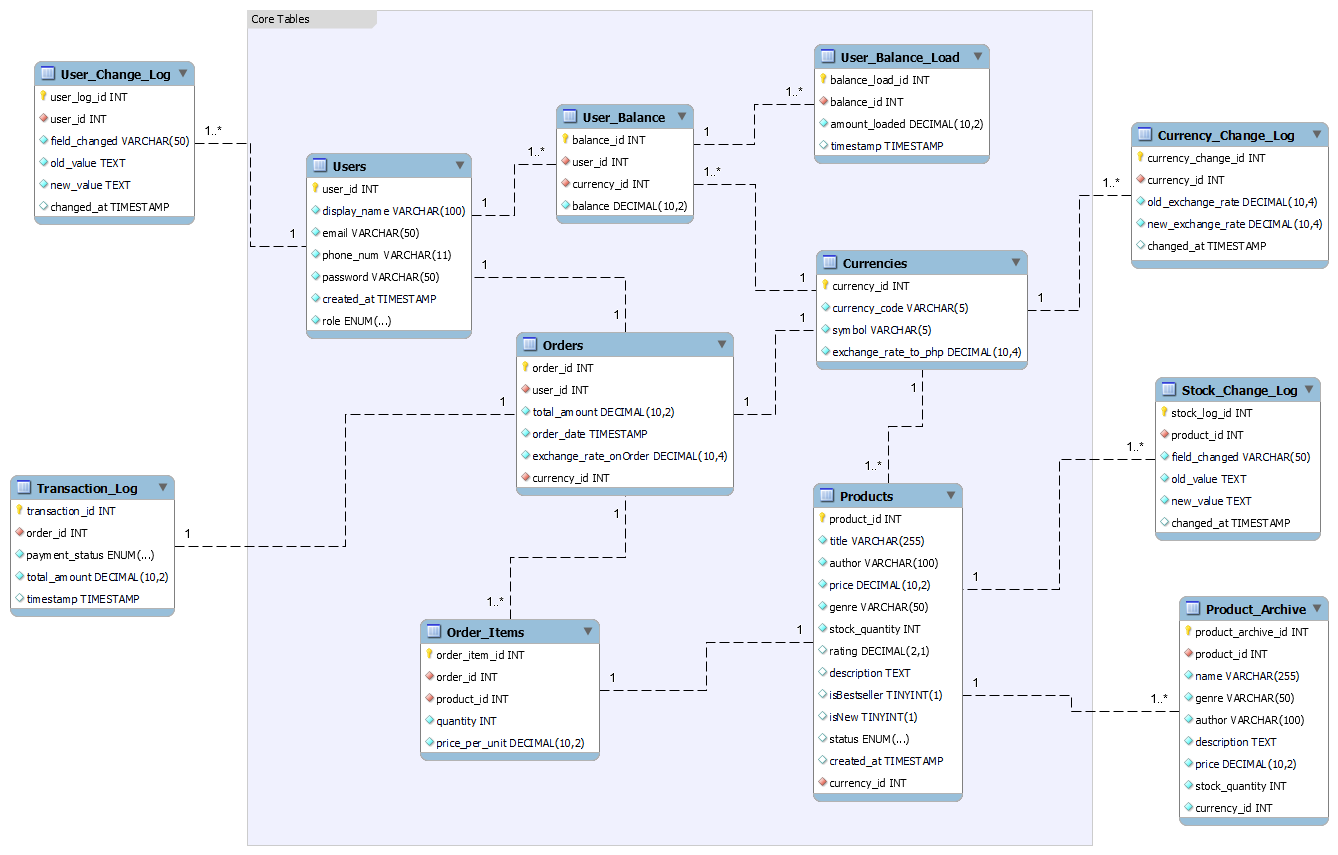 Core Tables
User_Change_Log
user_log_id INT
user_id INT
field_changed VARCHAR(50)
old_value TEXT
new_value TEXT
changed_at TIMESTAMP
1..*
1
Users
user_id INT
display_name VARCHAR(100)
email VARCHAR(50)
phone_num VARCHAR(11)
password VARCHAR(50)
created_at TIMESTAMP
role ENUM(...)
1
1..*
1
1
User_Balance
balance_id INT
user_id INT
currency_id INT
balance DECIMAL(10,2)
1
1..*
1..*
1
User_Balance_Load
balance_load_id INT
balance_id INT
amount_loaded DECIMAL(10,2)
timestamp TIMESTAMP
Currencies
currency_id INT
currency_code VARCHAR(5)
symbol VARCHAR(5)
exchange_rate_to_php DECIMAL(10,4)
1
1..*
Currency_Change_Log
currency_change_id INT
currency_id INT
old_exchange_rate DECIMAL(10,4)
new_exchange_rate DECIMAL(10,4)
changed_at TIMESTAMP
Orders
order_id INT
user_id INT
total_amount DECIMAL(10,2)
order_date TIMESTAMP
exchange_rate_onOrder DECIMAL(10,4)
currency_id INT
1
1
1
1
1
1..*
Transaction_Log
transaction_id INT
order_id INT
payment_status ENUM(...)
total_amount DECIMAL(10,2)
timestamp TIMESTAMP
Order_Items
order_item_id INT
order_id INT
product_id INT
quantity INT
price_per_unit DECIMAL(10,2)
1
1
1
1..*
Products
product_id INT
title VARCHAR(255)
author VARCHAR(100)
price DECIMAL(10,2)
genre VARCHAR(50)
stock_quantity INT
rating DECIMAL(2,1)
description TEXT
isBestseller TINYINT(1)
isNew TINYINT(1)
status ENUM(...)
created_at TIMESTAMP
currency_id INT
1
1..*
Stock_Change_Log
stock_log_id INT
product_id INT
field_changed VARCHAR(50)
old_value TEXT
new_value TEXT
changed_at TIMESTAMP
1
1..*
Product_Archive
product_archive_id INT
product_id INT
name VARCHAR(255)
genre VARCHAR(50)
author VARCHAR(100)
description TEXT
price DECIMAL(10,2)
stock_quantity INT
currency_id INT